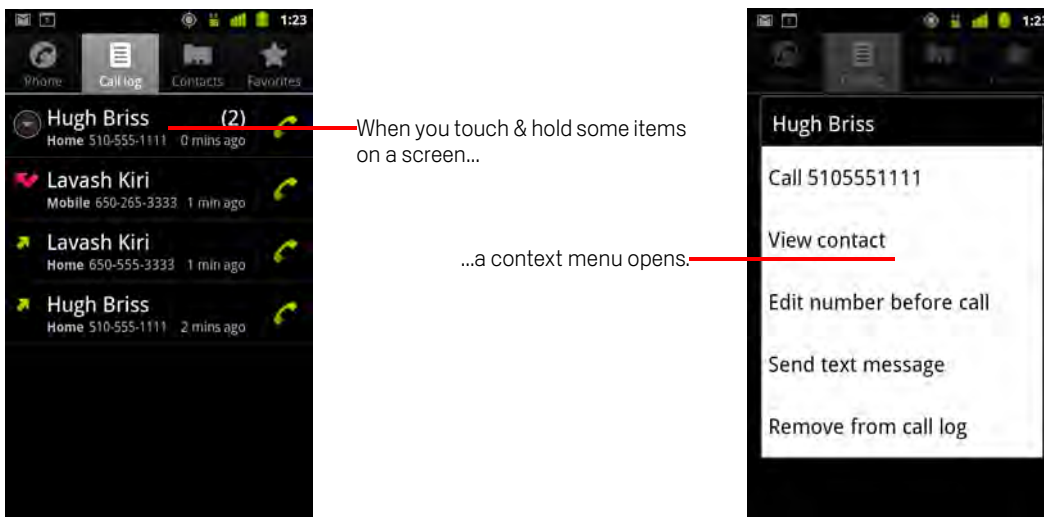 1:23
Phone Call log Contacts Favorites
Hugh Briss (2)
Home 510-555-1111 0 mins ago
Lavash Kiri
Mobile 650-265-3333 1 min ago
Lavash Kiri
Home 650-555-3333 1 min ago
Hugh Briss
Home 510-555-1111 2 mins ago
When you touch & hold some items
on a screen...
...a context menu opens.
1:23
Hugh Briss
Call 5105551111
View contact
Edit number before call
Send text message
Remove from call log